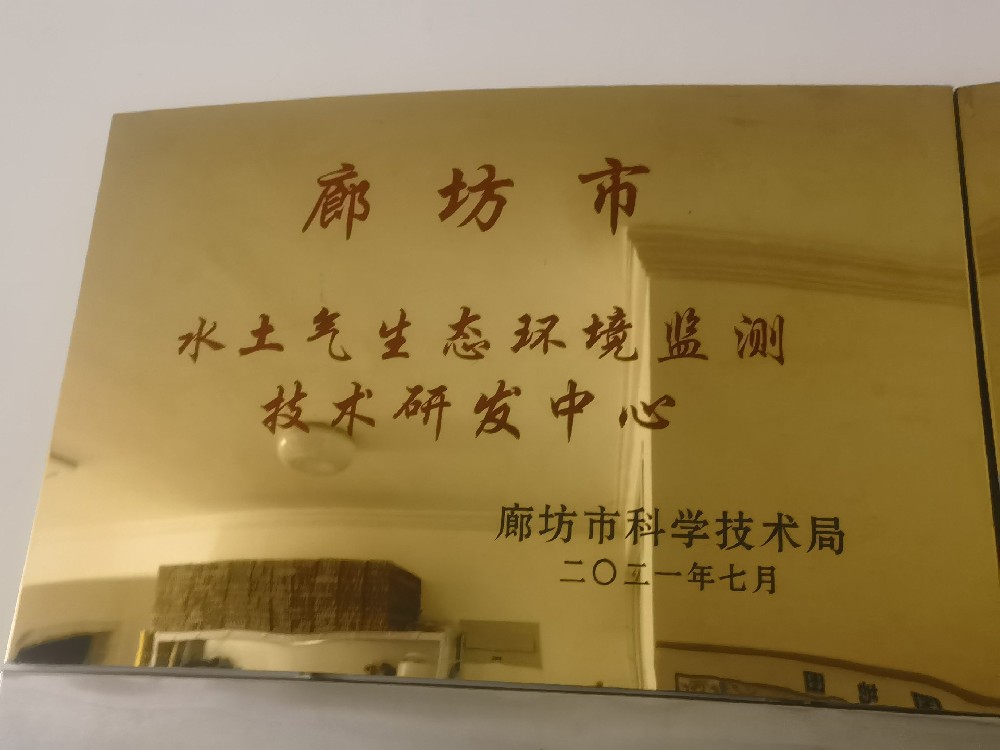 廊坊市
水土气生态环境监测
技术研发中心
廊坊市科学技术局
二〇二一年七月